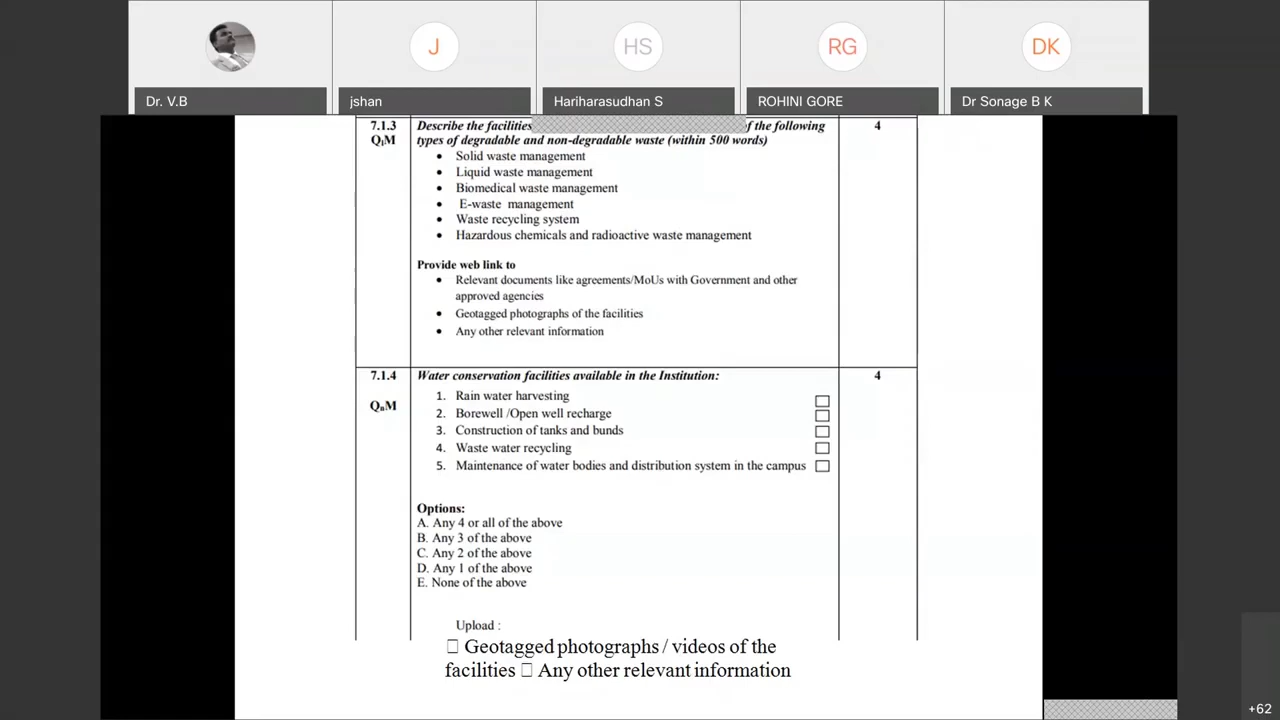 J
HS
RG
DK
Dr. V.B
jshan
Hariharasudhan S
ROHINI GORE
Dr Sonage B K
7.1.3
QlM
Describe the facilities
f the following
types of degradable and non-degradable waste (within 500 words)
4
• Solid waste management
• Liquid waste management
• Biomedical waste management
• E-waste management
• Waste recycling system
• Hazardous chemicals and radioactive waste management
Provide web link to
• Relevant documents like agreements/MoUs with Government and other
approved agencies
• Geotagged photographs of the facilities
• Any other relevant information
7.1.4
QnM
Water conservation facilities available in the Institution:
4
1. Rain water harvesting
2. Borewell /Open well recharge
3. Construction of tanks and bunds
4. Waste water recycling
5. Maintenance of water bodies and distribution system in the campus
Options:
A. Any 4 or all of the above
B. Any 3 of the above
C. Any 2 of the above
D. Any 1 of the above
E. None of the above
Upload :
□ Geotagged photographs / videos of the
facilities □ Any other relevant information
+62